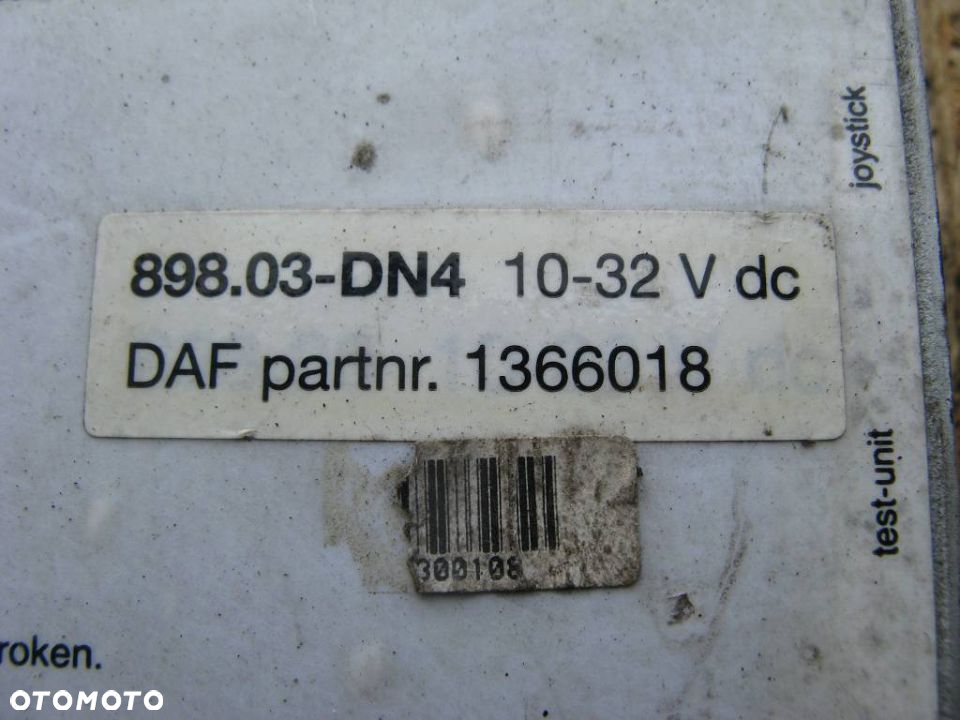 joystick
898.03-DN4 10-32 V dc
DAF partnr. 1366018
test-unit
300108
roken.
OTOMOTO